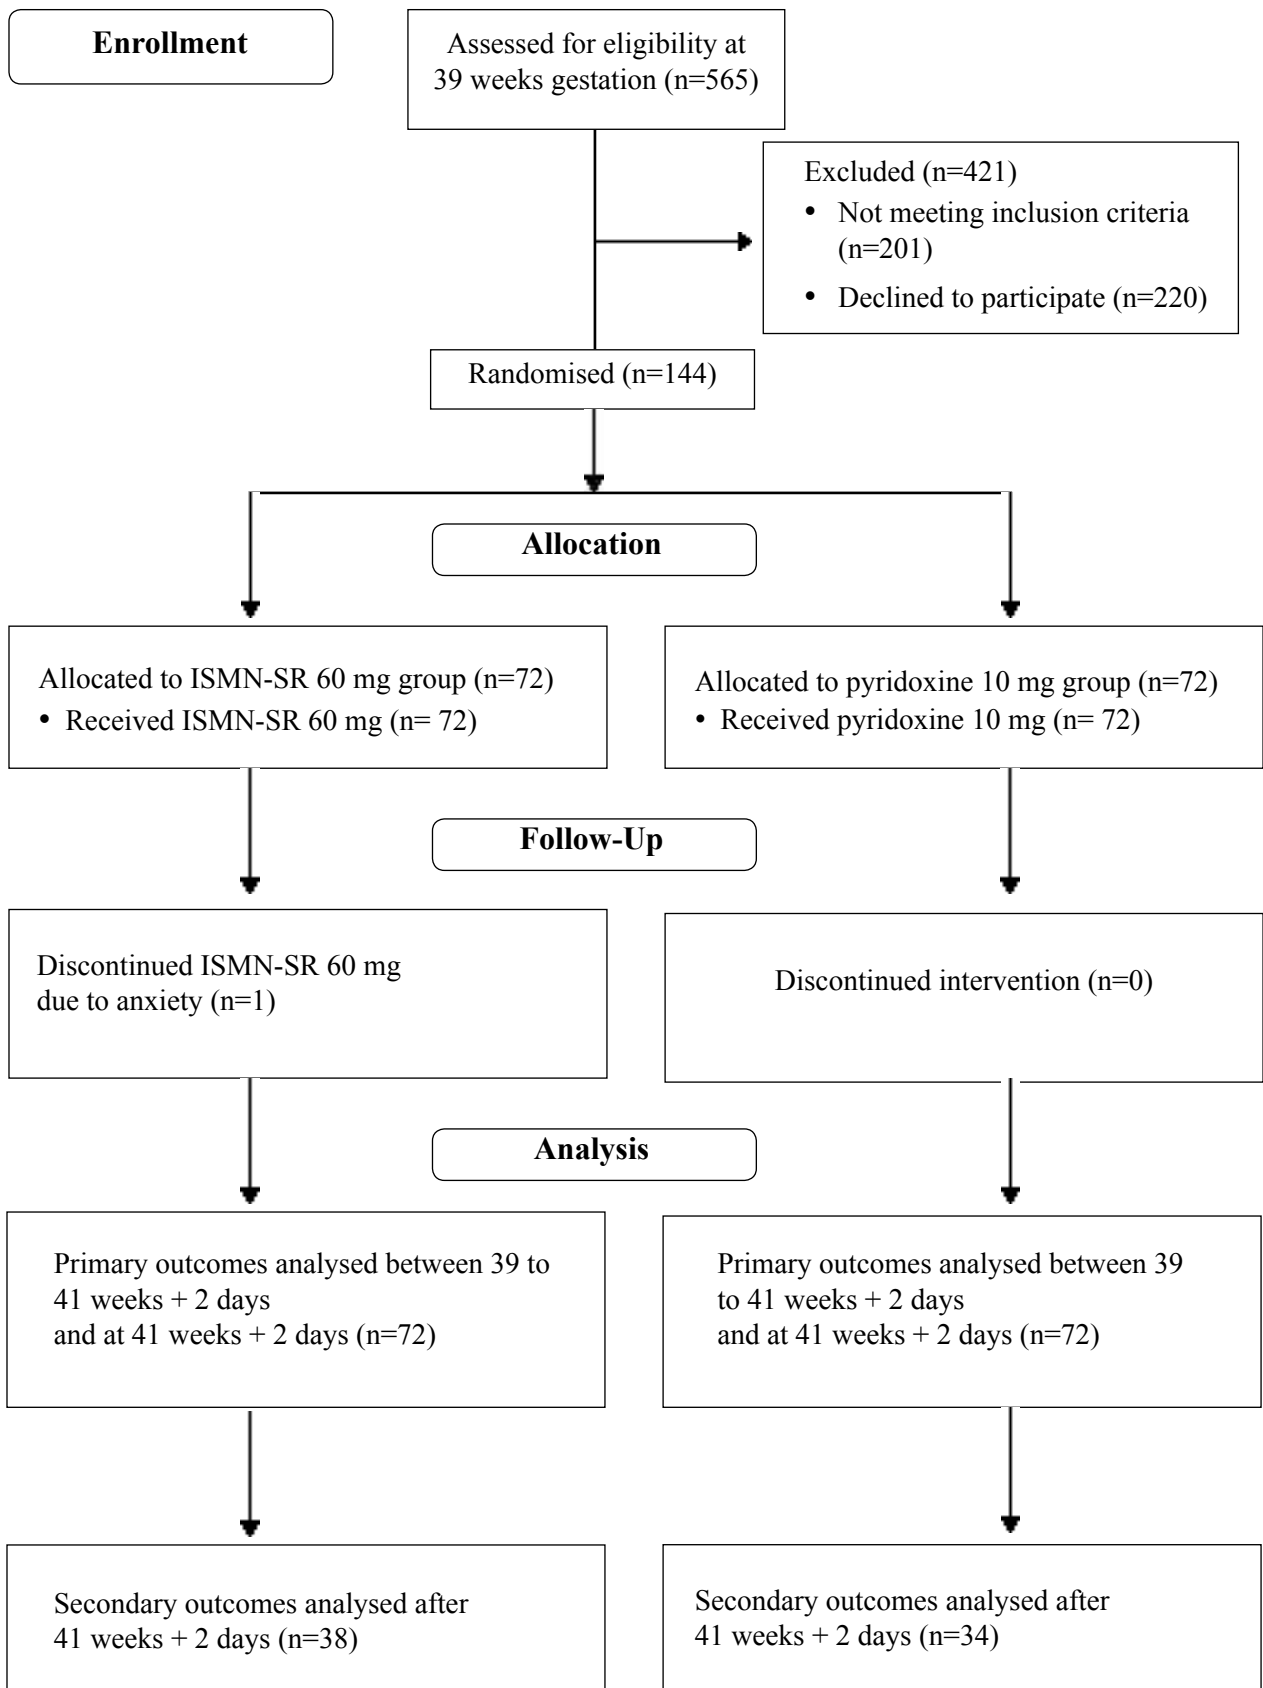 Enrollment
Assessed for eligibility at
39 weeks gestation (n=565)
Excluded (n=421)
• Not meeting inclusion criteria
(n=201)
• Declined to participate (n=220)
Randomised (n=144)
Allocation
Allocated to ISMN-SR 60 mg group (n=72)
• Received ISMN-SR 60 mg (n= 72)
Allocated to pyridoxine 10 mg group (n=72)
• Received pyridoxine 10 mg (n= 72)
Follow-Up
Discontinued ISMN-SR 60 mg
due to anxiety (n=1)
Discontinued intervention (n=0)
Analysis
Primary outcomes analysed between 39 to
41 weeks + 2 days
and at 41 weeks + 2 days (n=72)
Primary outcomes analysed between 39
to 41 weeks + 2 days
and at 41 weeks + 2 days (n=72)
Secondary outcomes analysed after
41 weeks + 2 days (n=38)
Secondary outcomes analysed after
41 weeks + 2 days (n=34)